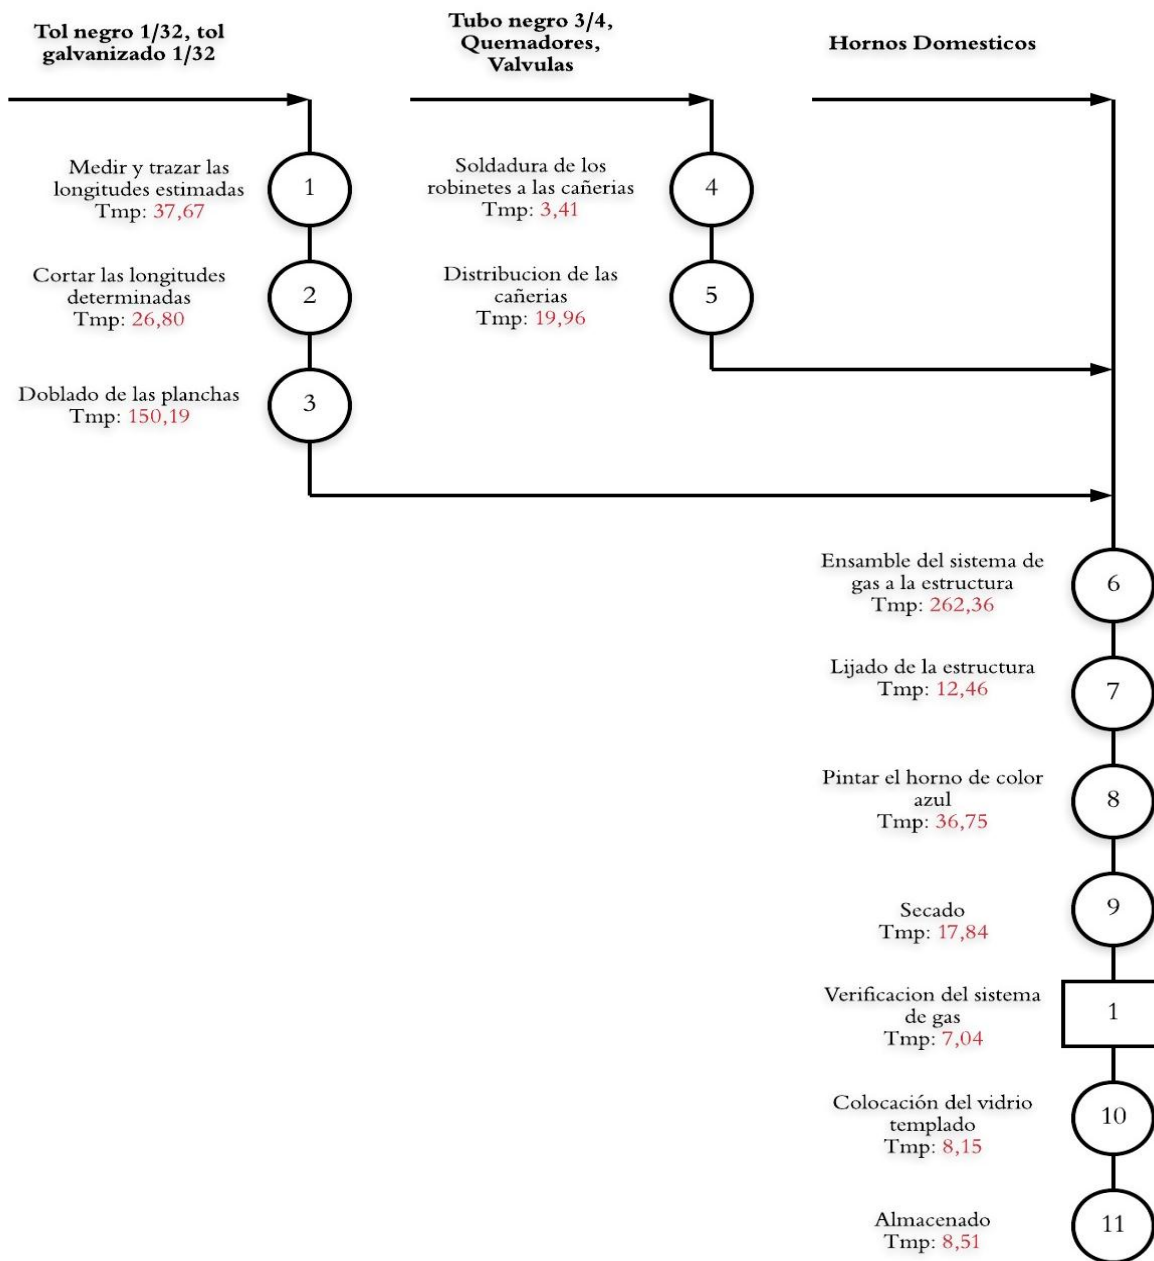 Tol negro 1/32, tol
galvanizado 1/32
Tubo negro 3/4,
Quemadores,
Valvulas
Hornos Domesticos
Medir y trazar las
longitudes estimadas
Tmp: 37,67
1
Cortar las longitudes
determinadas
Tmp: 26,80
2
Doblado de las planchas
Tmp: 150,19
3
Soldadura de los
robinetes a las cañerias
Tmp: 3,41
4
Distribucion de las
cañerias
Tmp: 19,96
5
Ensamble del sistema de
gas a la estructura
Tmp: 262,36
6
Lijado de la estructura
Tmp: 12,46
7
Pintar el horno de color
azul
Tmp: 36,75
8
Secado
Tmp: 17,84
9
Verificacion del sistema
de gas
Tmp: 7,04
1
Colocación del vidrio
templado
Tmp: 8,15
10
Almacenado
Tmp: 8,51
11